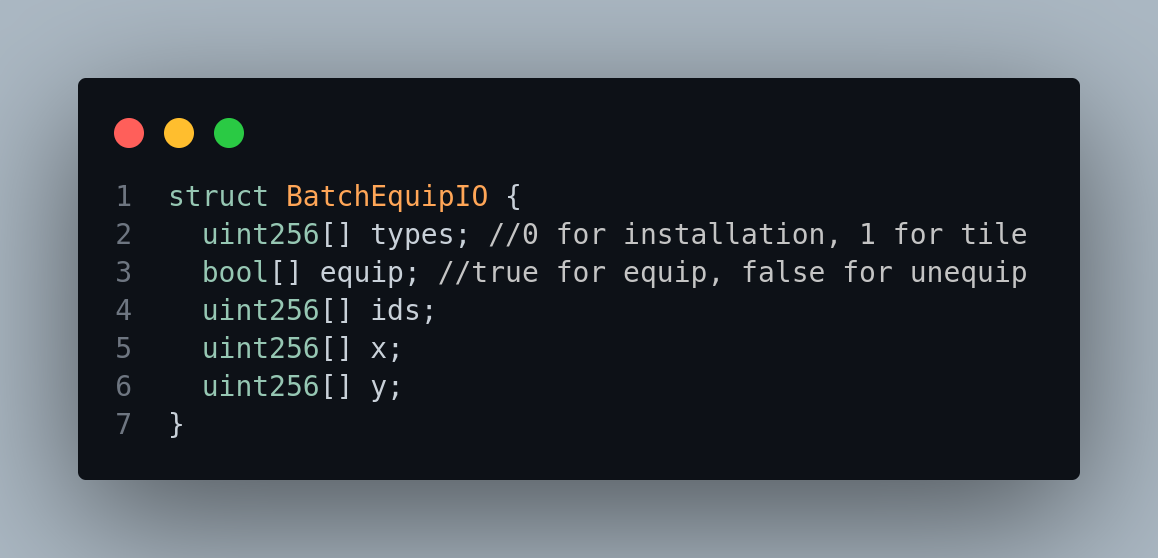 1 struct BatchEquipIO {
2   uint256[] types; //0 for installation, 1 for tile
3   bool[] equip; //true for equip, false for unequip
4   uint256[] ids;
5   uint256[] x;
6   uint256[] y;
7 }